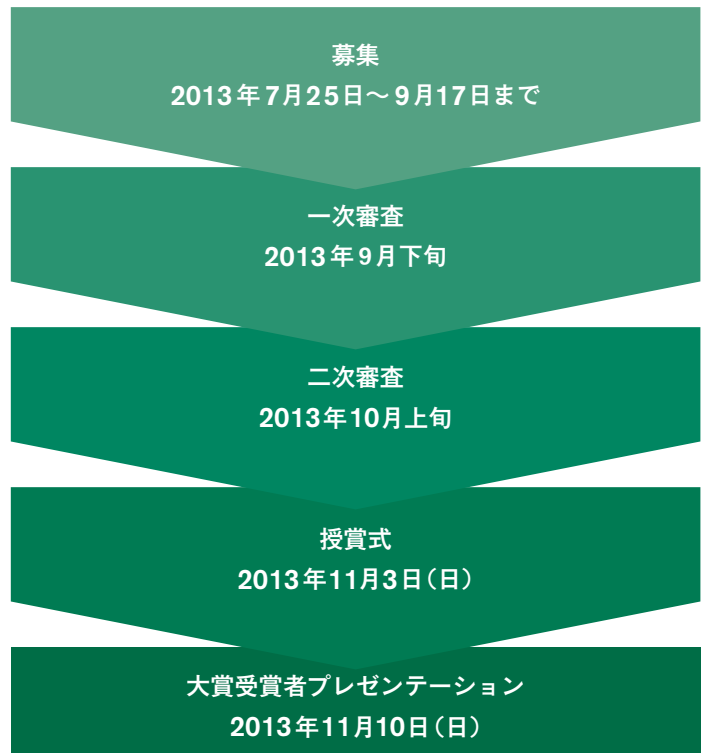 募集
2013年7月25日〜9月17日まで
一次審査
2013年9月下旬
二次審査
2013年10月上旬
授賞式
2013年11月3日（日）
大賞受賞者プレゼンテーション
2013年11月10日（日）